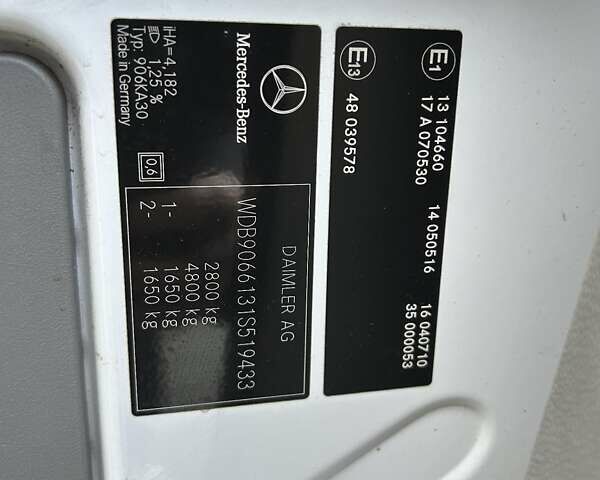 E1
13 104660
17 A 070530
14 050516
16 040710
35 000053
E13
48 039578
Mercedes-Benz
DAIMLER AG
WDB9066131S519433
2800 kg
4800 kg
1- 1650 kg
2- 1650 kg
0,6
iHA=4,182
1,25 %
Typ: 906KA30
Made in Germany